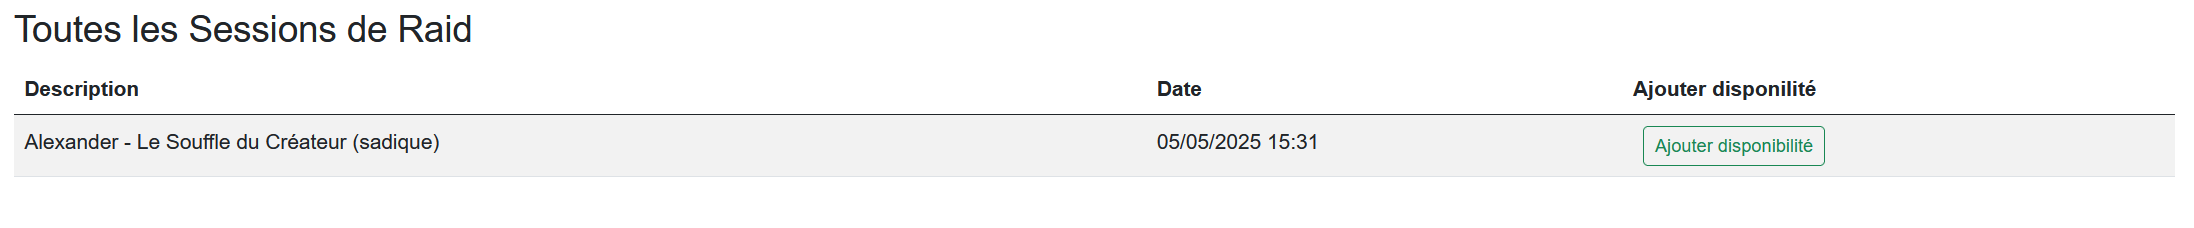 Toutes les Sessions de Raid
Description Date Ajouter disponilité
Alexander - Le Souffle du Créateur (sadique) 05/05/2025 15:31 Ajouter disponibilité